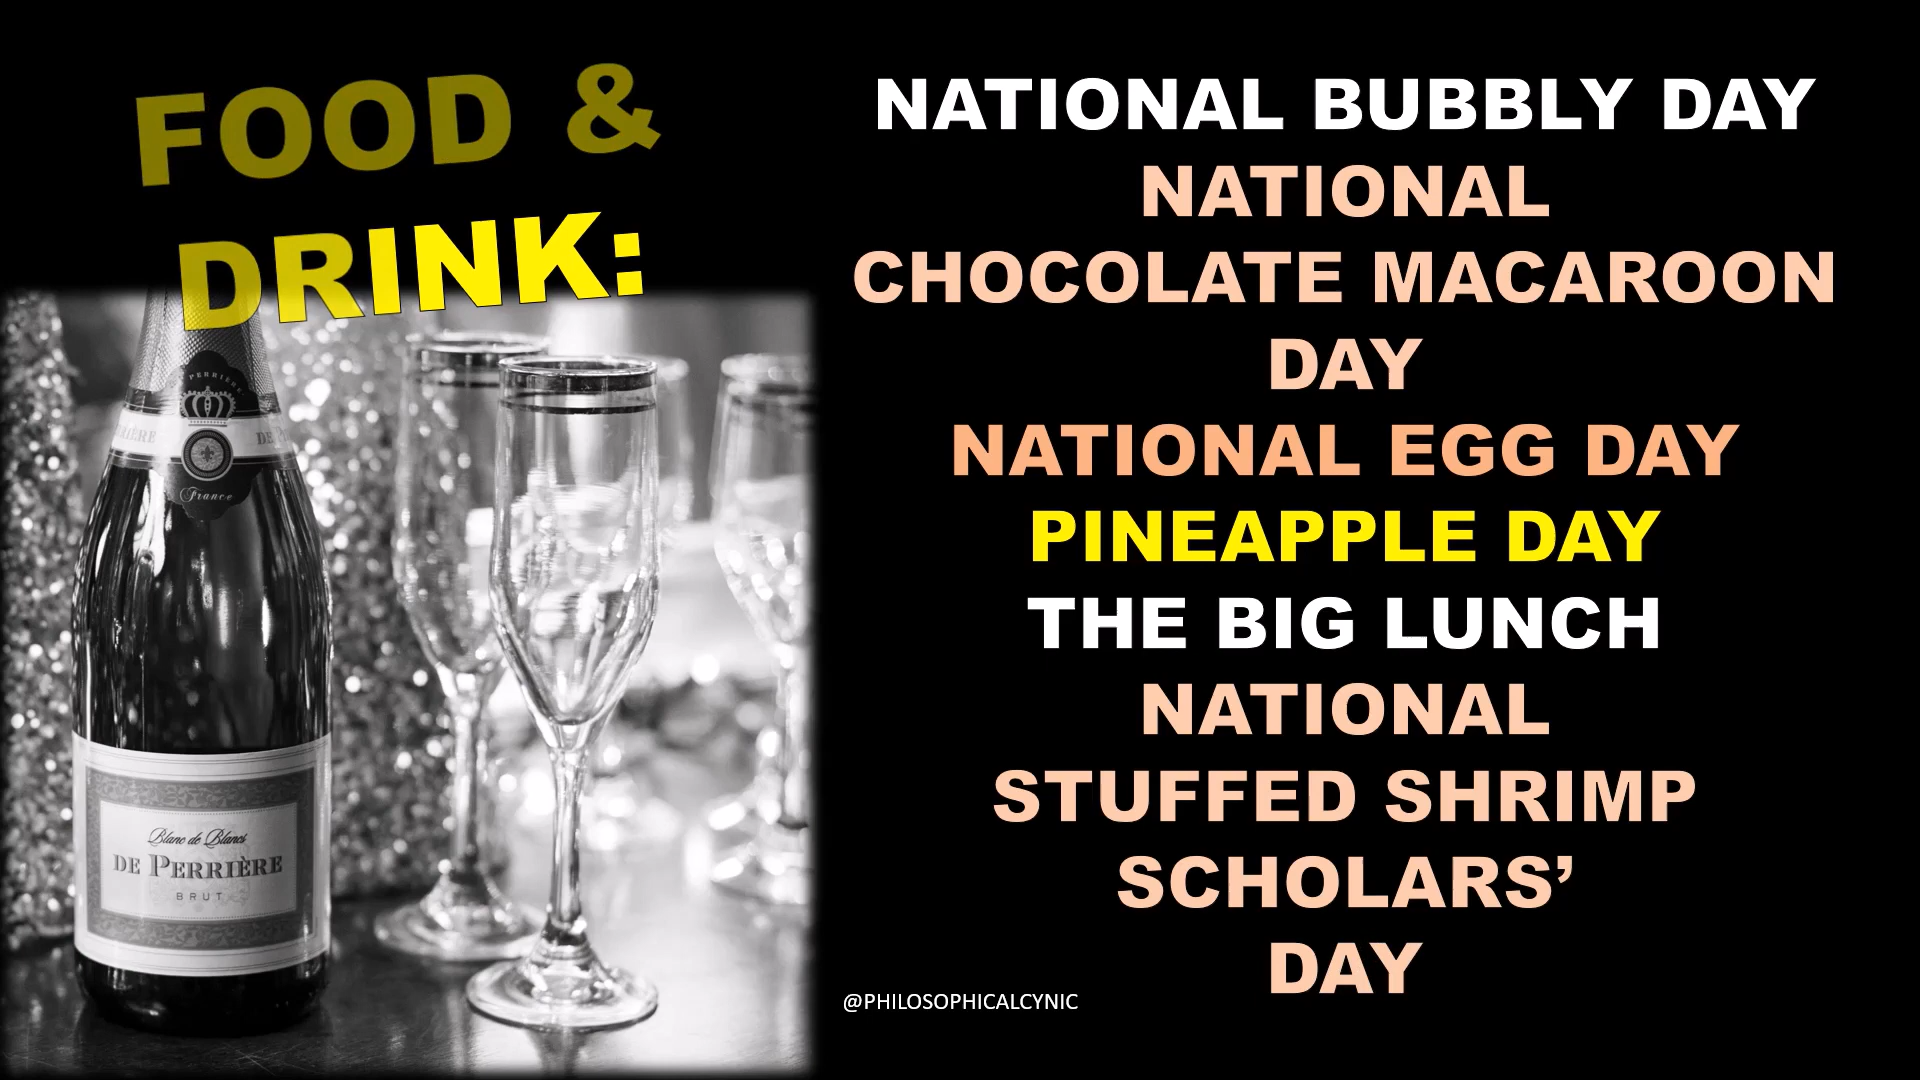 FOOD &
DRINK:
NATIONAL BUBBLY DAY
NATIONAL
CHOCOLATE MACAROON
DAY
NATIONAL EGG DAY
PINEAPPLE DAY
THE BIG LUNCH
NATIONAL
STUFFED SHRIMP
SCHOLARS’
DAY
@PHILOSOPHICALCYNIC
DE PERRIÈRE
France
Blanc de Blancs
DE PERRIÈRE
BRUT